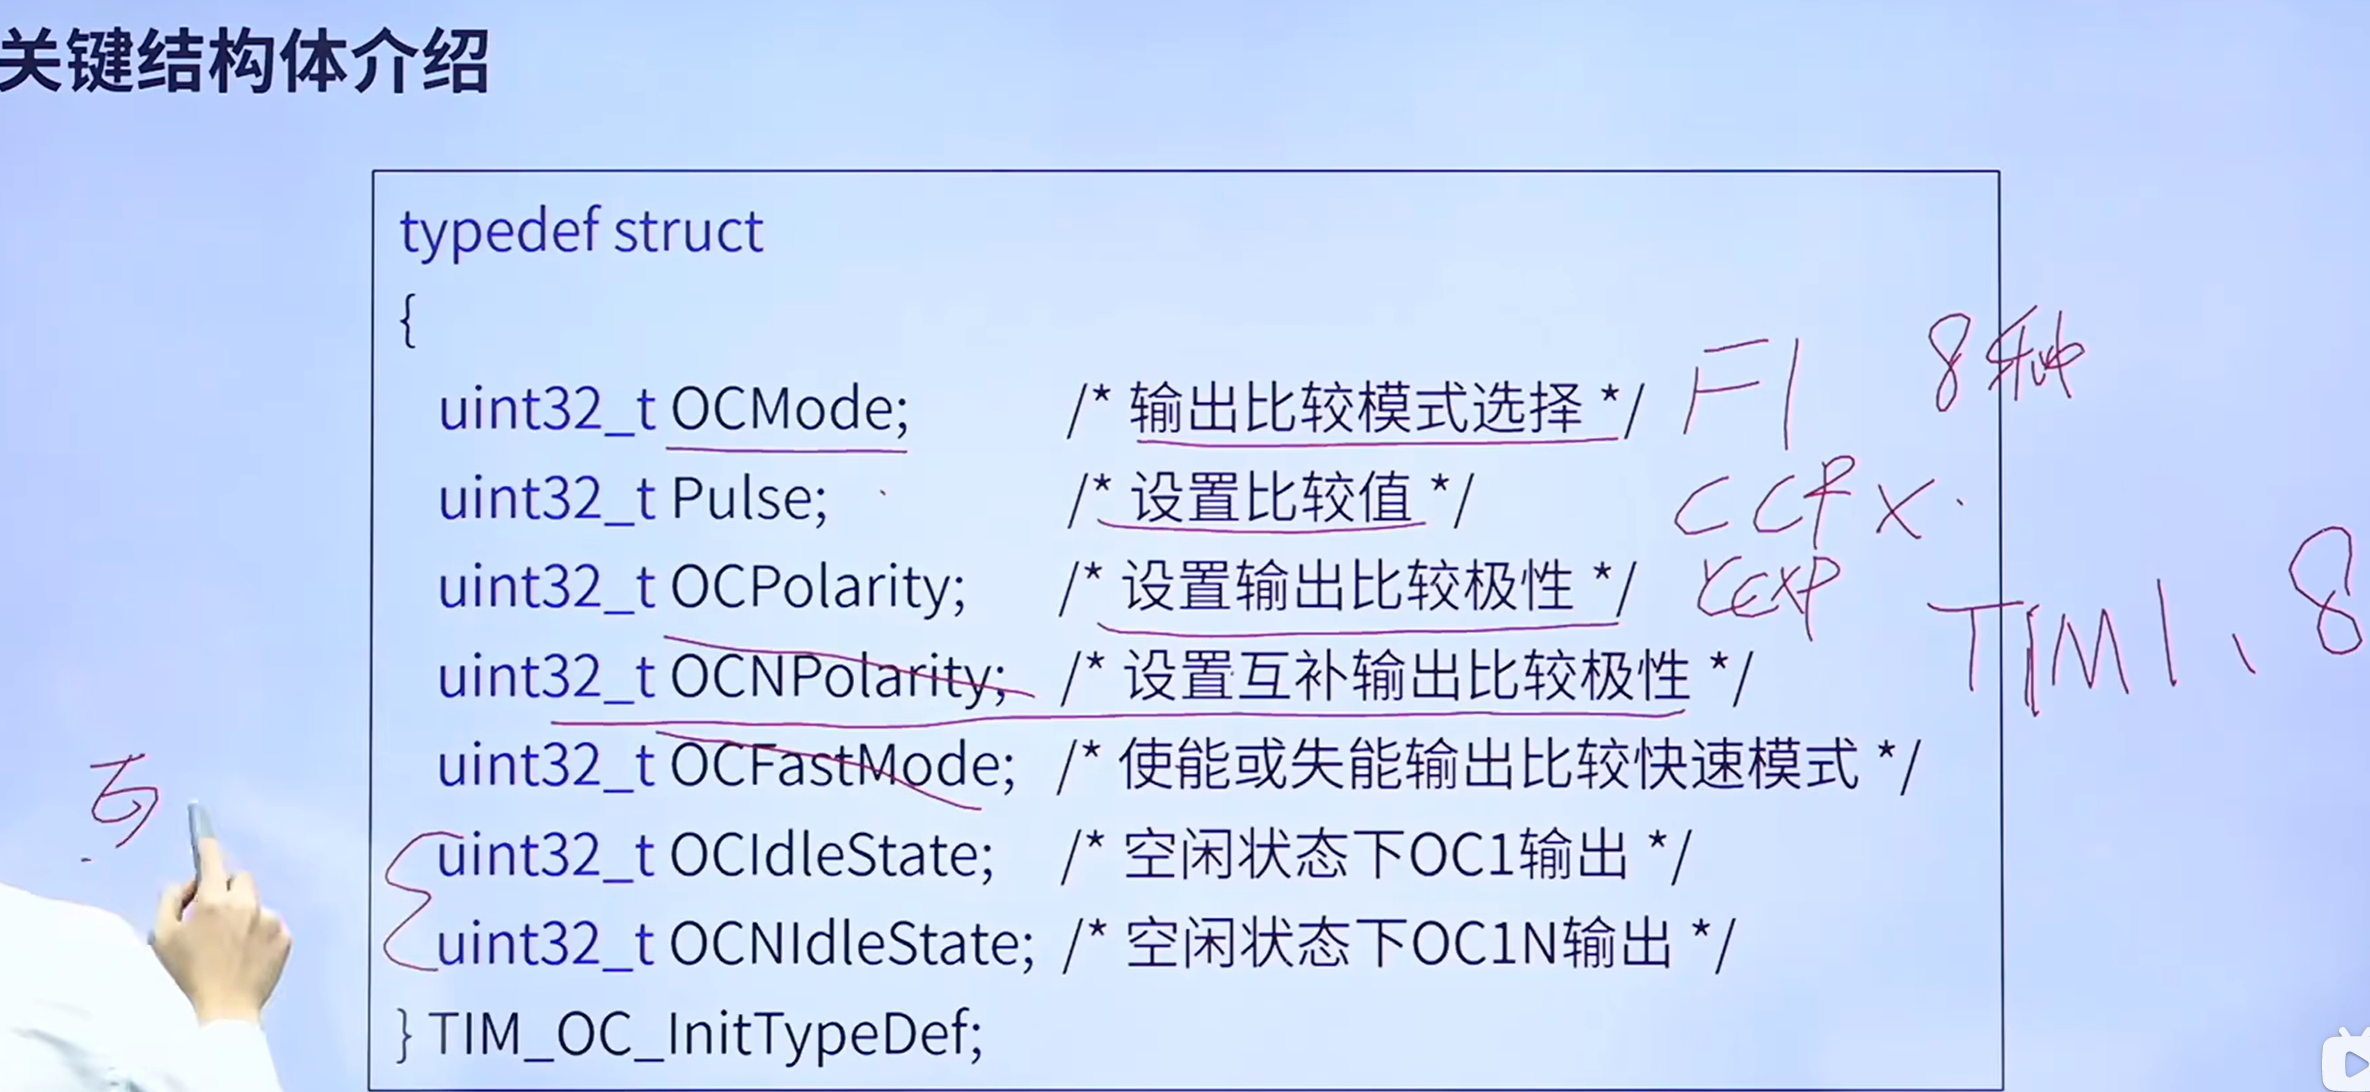 关键结构体介绍
typedef struct
{
uint32_t OCMode; /* 输出比较模式选择 */ F1 8种
uint32_t Pulse; /* 设置比较值 */ CCRX
uint32_t OCPolarity; /* 设置输出比较极性 */ CCXP
uint32_t OCNPolarity; /* 设置互补输出比较极性 */ TIM1、8
uint32_t OCFastMode; /* 使能或失能输出比较快速模式 */
uint32_t OCIdleState; /* 空闲状态下OC1输出 */
uint32_t OCNIdleState; /* 空闲状态下OC1N输出 */
} TIM_OC_InitTypeDef;